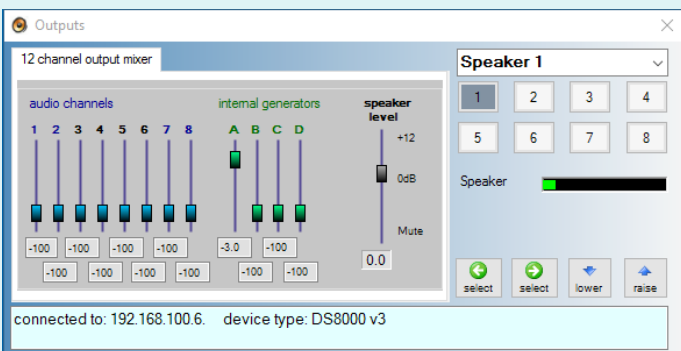 Outputs
12 channel output mixer
audio channels
1 2 3 4 5 6 7 8
-100 -100 -100 -100
-100 -100 -100 -100
internal generators
A B C D
-3.0 -100
-100 -100
speaker
level
+12
0dB
Mute
0.0
Speaker 1
1 2 3 4
5 6 7 8
Speaker
select select lower raise
connected to: 192.168.100.6. device type: DS8000 v3